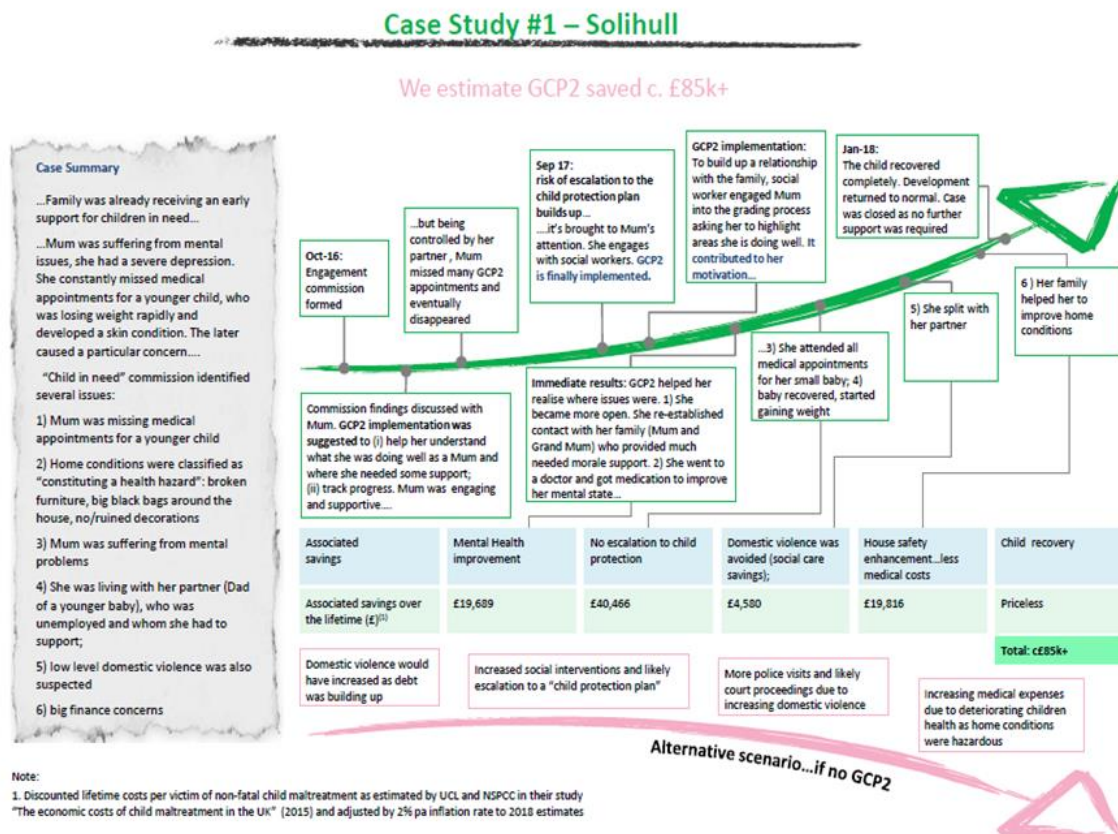 Case Study #1 – Solihull
We estimate GCP2 saved c. £85k+
Case Summary
...Family was already receiving an early
support for children in need...
...Mum was suffering from mental
issues, she had a severe depression.
She constantly missed medical
appointments for a younger child, who
was losing weight rapidly and
developed a skin condition. The later
caused a particular concern....
"Child in need" commission identified
several issues:
1) Mum was missing medical
appointments for a younger child
2) Home conditions were classified as
"constituting a health hazard": broken
furniture, big black bags around the
house, no/ruined decorations
3) Mum was suffering from mental
problems
4) She was living with her partner (Dad
of a younger baby), who was
unemployed and whom she had to
support;
5) low level domestic violence was also
suspected
6) big finance concerns
Oct-16:
Engagement
commission
formed
...but being
controlled by her
partner , Mum
missed many GCP2
appointments and
eventually
disappeared
Sep 17:
risk of escalation to the
child protection plan
builds up...
....it's brought to Mum's
attention. She engages
with social workers. GCP2
is finally implemented.
GCP2 implementation:
To build up a relationship
with the family, social
worker engaged Mum
into the grading process
asking her to highlight
areas she is doing well. It
contributed to her
motivation...
Jan-18:
The child recovered
completely. Development
returned to normal. Case
was closed as no further
support was required
Commission findings discussed with
Mum. GCP2 implementation was
suggested to (i) help her understand
what she was doing well as a Mum and
where she needed some support;
(ii) track progress. Mum was engaging
and supportive....
Immediate results: GCP2 helped her
realise where issues were. 1) She
became more open. She re-established
contact with her family (Mum and
Grand Mum) who provided much
needed morale support. 2) She went to
a doctor and got medication to improve
her mental state...
...3) She attended all
medical appointments
for her small baby; 4)
baby recovered, started
gaining weight
5) She split with
her partner
6 ) Her family
helped her to
improve home
conditions
Associated
savings
Mental Health
improvement
No escalation to child
protection
Domestic violence was
avoided (social care
savings);
House safety
enhancement...less
medical costs
Child recovery
Associated savings over
the lifetime (£)(1)
£19,689
£40,466
£4,580
£19,816
Priceless
Total: c£85k+
Domestic violence would
have increased as debt
was building up
Increased social interventions and likely
escalation to a "child protection plan"
More police visits and likely
court proceedings due to
increasing domestic violence
Increasing medical expenses
due to deteriorating children
health as home conditions
were hazardous
Alternative scenario...if no GCP2
Note:
1. Discounted lifetime costs per victim of non-fatal child maltreatment as estimated by UCL and NSPCC in their study
"The economic costs of child maltreatment in the UK" (2015) and adjusted by 2% pa inflation rate to 2018 estimates